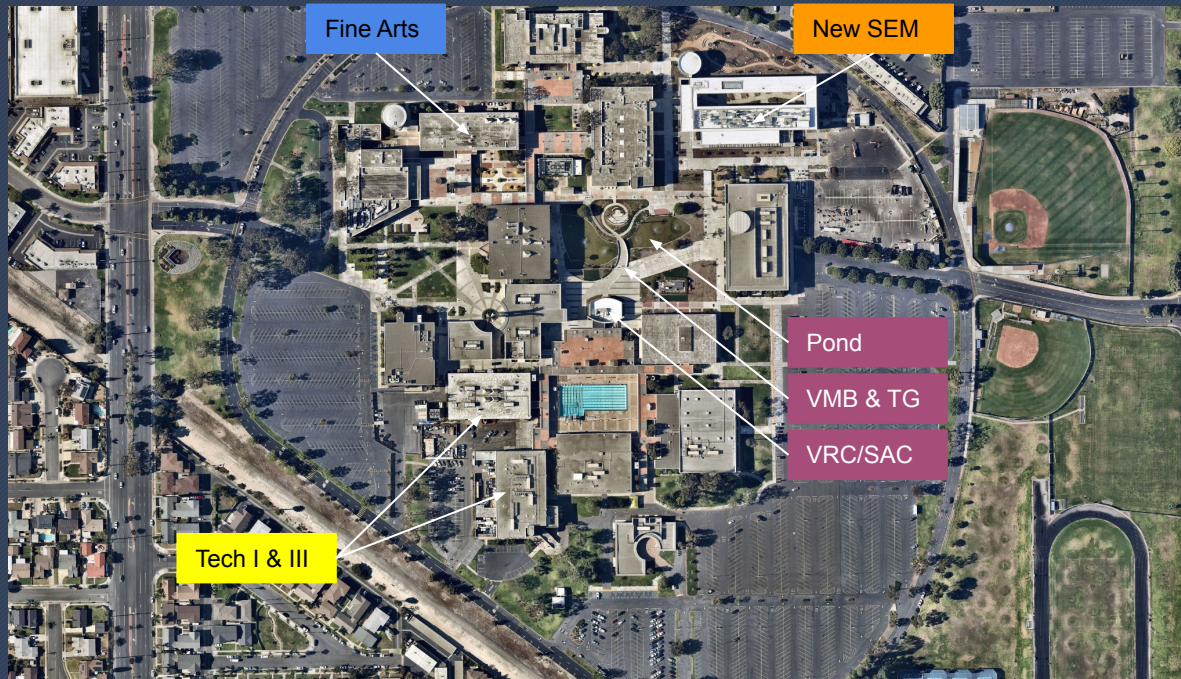 Fine Arts
New SEM
Pond
VMB & TG
VRC/SAC
Tech I & III